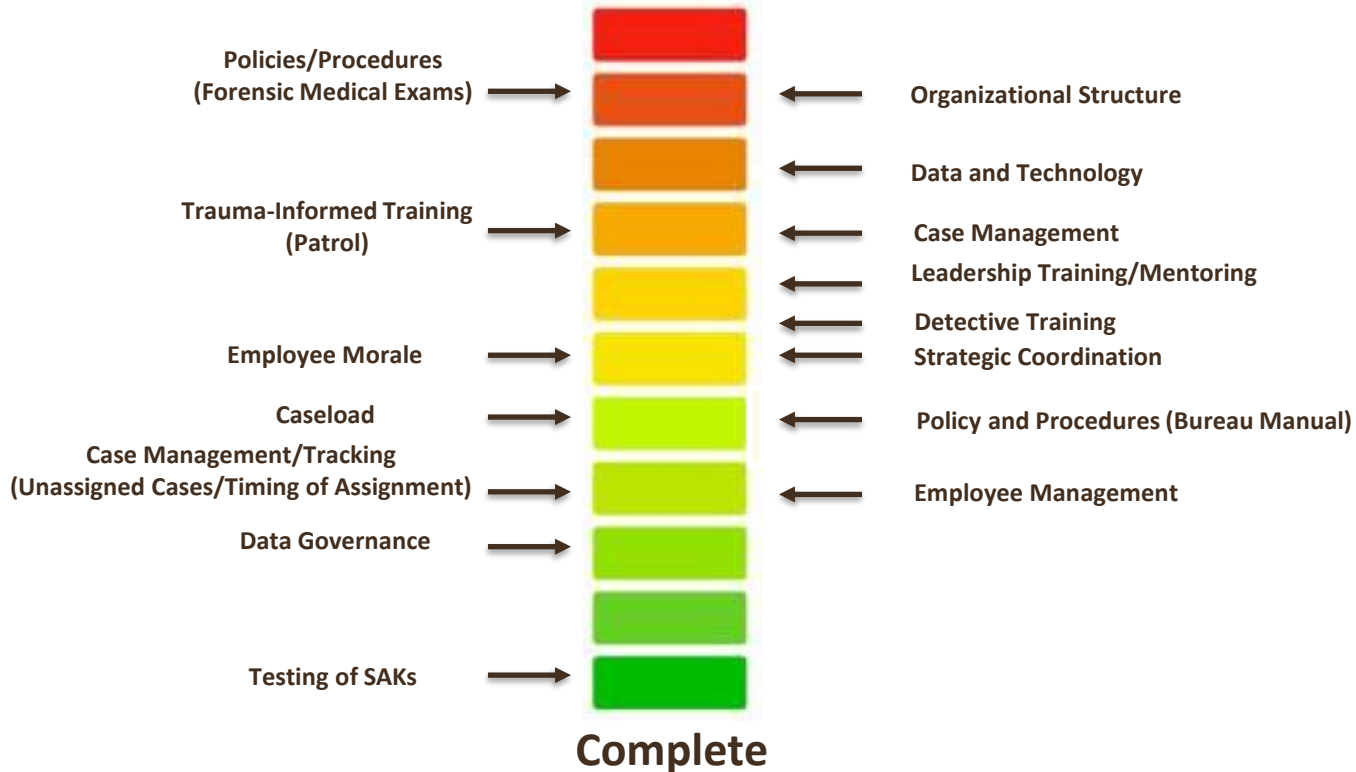 Policies/Procedures
(Forensic Medical Exams)
Organizational Structure
Data and Technology
Trauma-Informed Training
(Patrol)
Case Management
Leadership Training/Mentoring
Detective Training
Employee Morale
Strategic Coordination
Caseload
Policy and Procedures (Bureau Manual)
Case Management/Tracking
(Unassigned Cases/Timing of Assignment)
Employee Management
Data Governance
Testing of SAKs
Complete